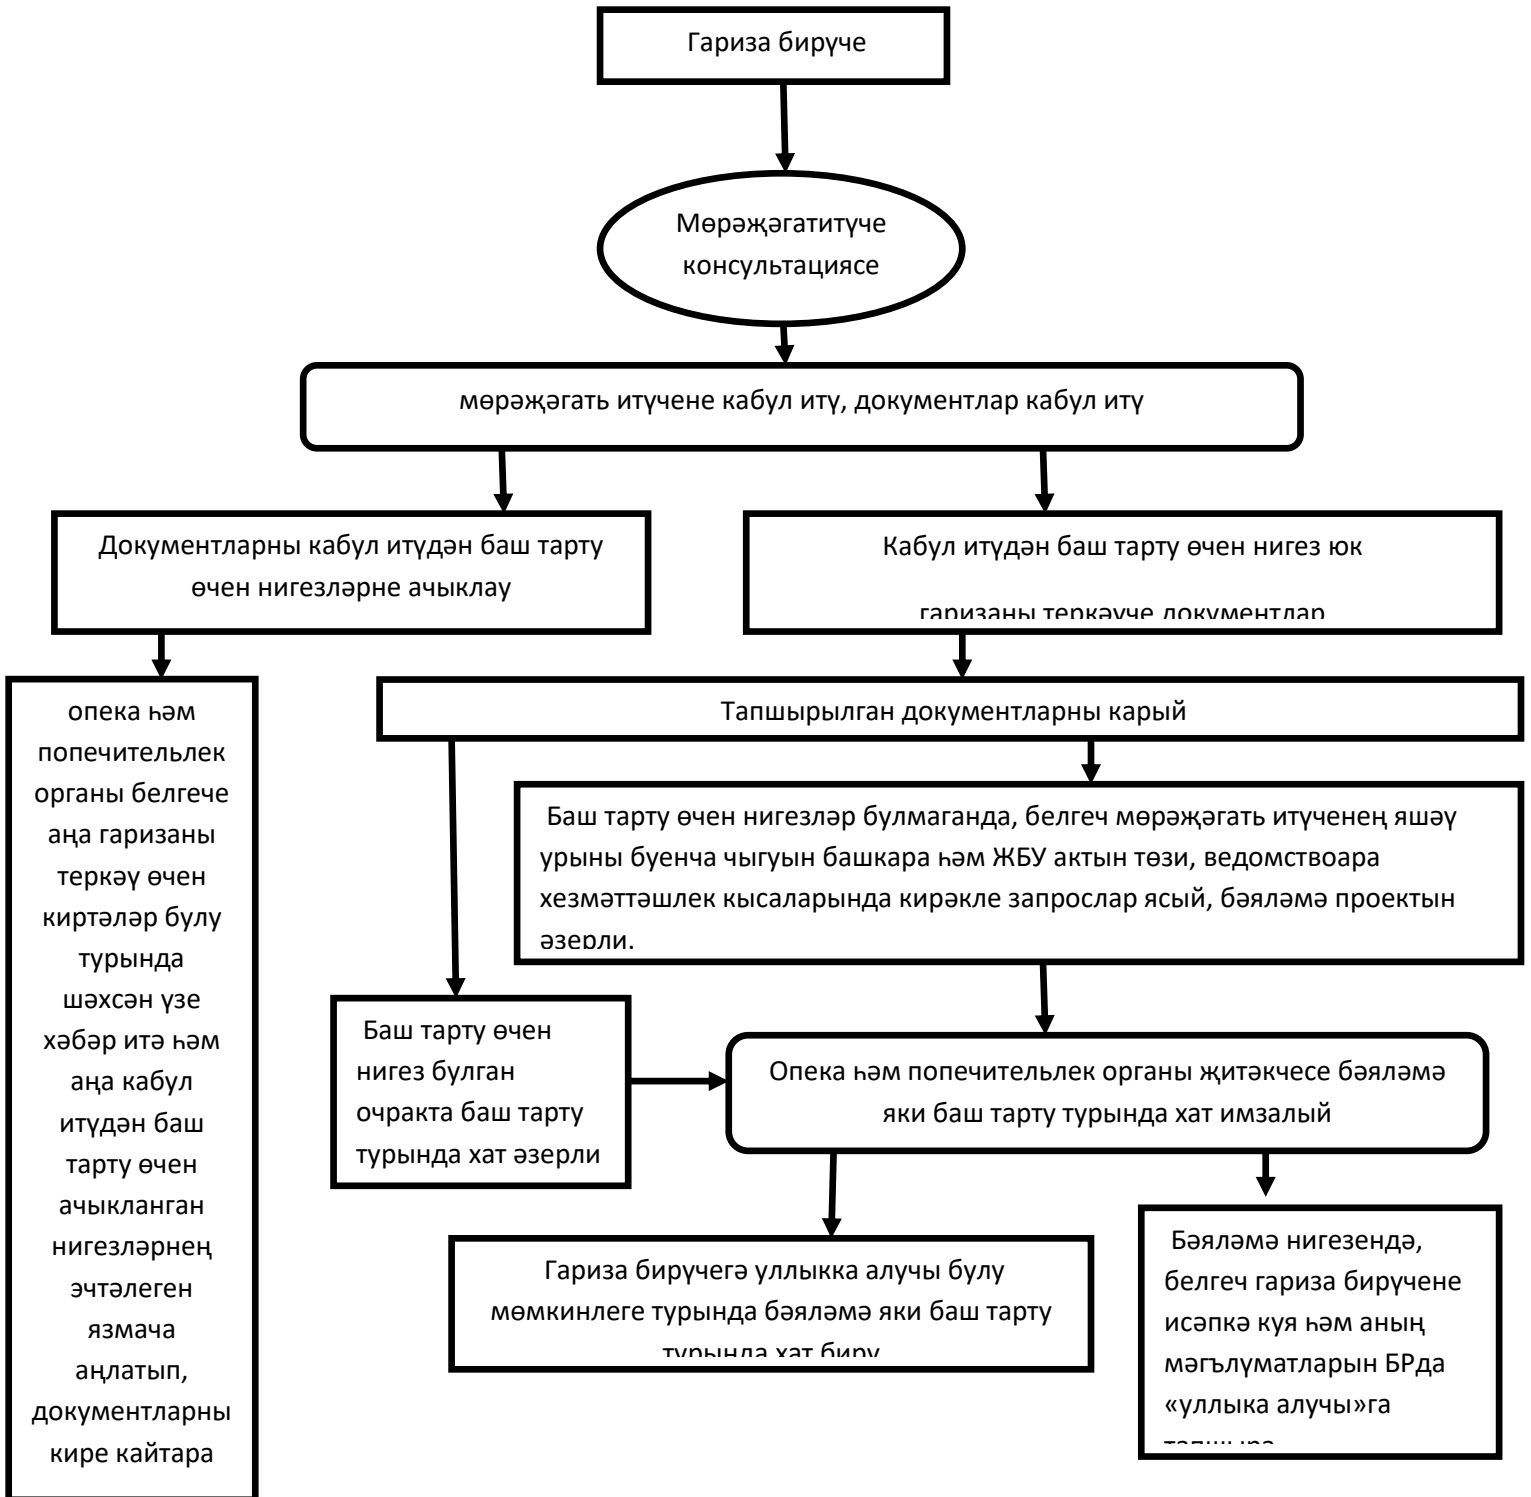 Гариза бирүче
Мөрәҗәгатитүче
консультациясе
мөрәҗәгать итүчене кабул итү, документлар кабул итү
Документларны кабул итүдән баш тарту
өчен нигезләрне ачыклау
Кабул итүдән баш тарту өчен нигез юк
гаризаны теркәүче документлар
опека һәм
попечительлек
органы белгече
аңа гаризаны
теркәү өчен
киртәләр булу
турында
шәхсән үзе
хәбәр итә һәм
аңа кабул
итүдән баш
тарту өчен
ачыкланган
нигезләрнең
эчтәлеген
язмача
аңлатып,
документларны
кире кайтара
Тапшырылган документларны карый
Баш тарту өчен нигезләр булмаганда, белгеч мөрәҗәгать итүченең яшәү
урыны буенча чыгуын башкара һәм ЖБУ актын төзи, ведомствоара
хезмәттәшлек кысаларында кирәкле запрослар ясый, бәяләмә проектын
әзерли.
Баш тарту өчен
нигез булган
очракта баш тарту
турында хат әзерли
Опека һәм попечительлек органы җитәкчесе бәяләмә
яки баш тарту турында хат имзалый
Гариза бирүчегә уллыкка алучы булу
мөмкинлеге турында бәяләмә яки баш тарту
турында хат бирү
Бәяләмә нигезендә,
белгеч гариза бирүчене
исәпкә куя һәм аның
мәгълүматларын БРда
«уллыка алучы»га
тапшыра